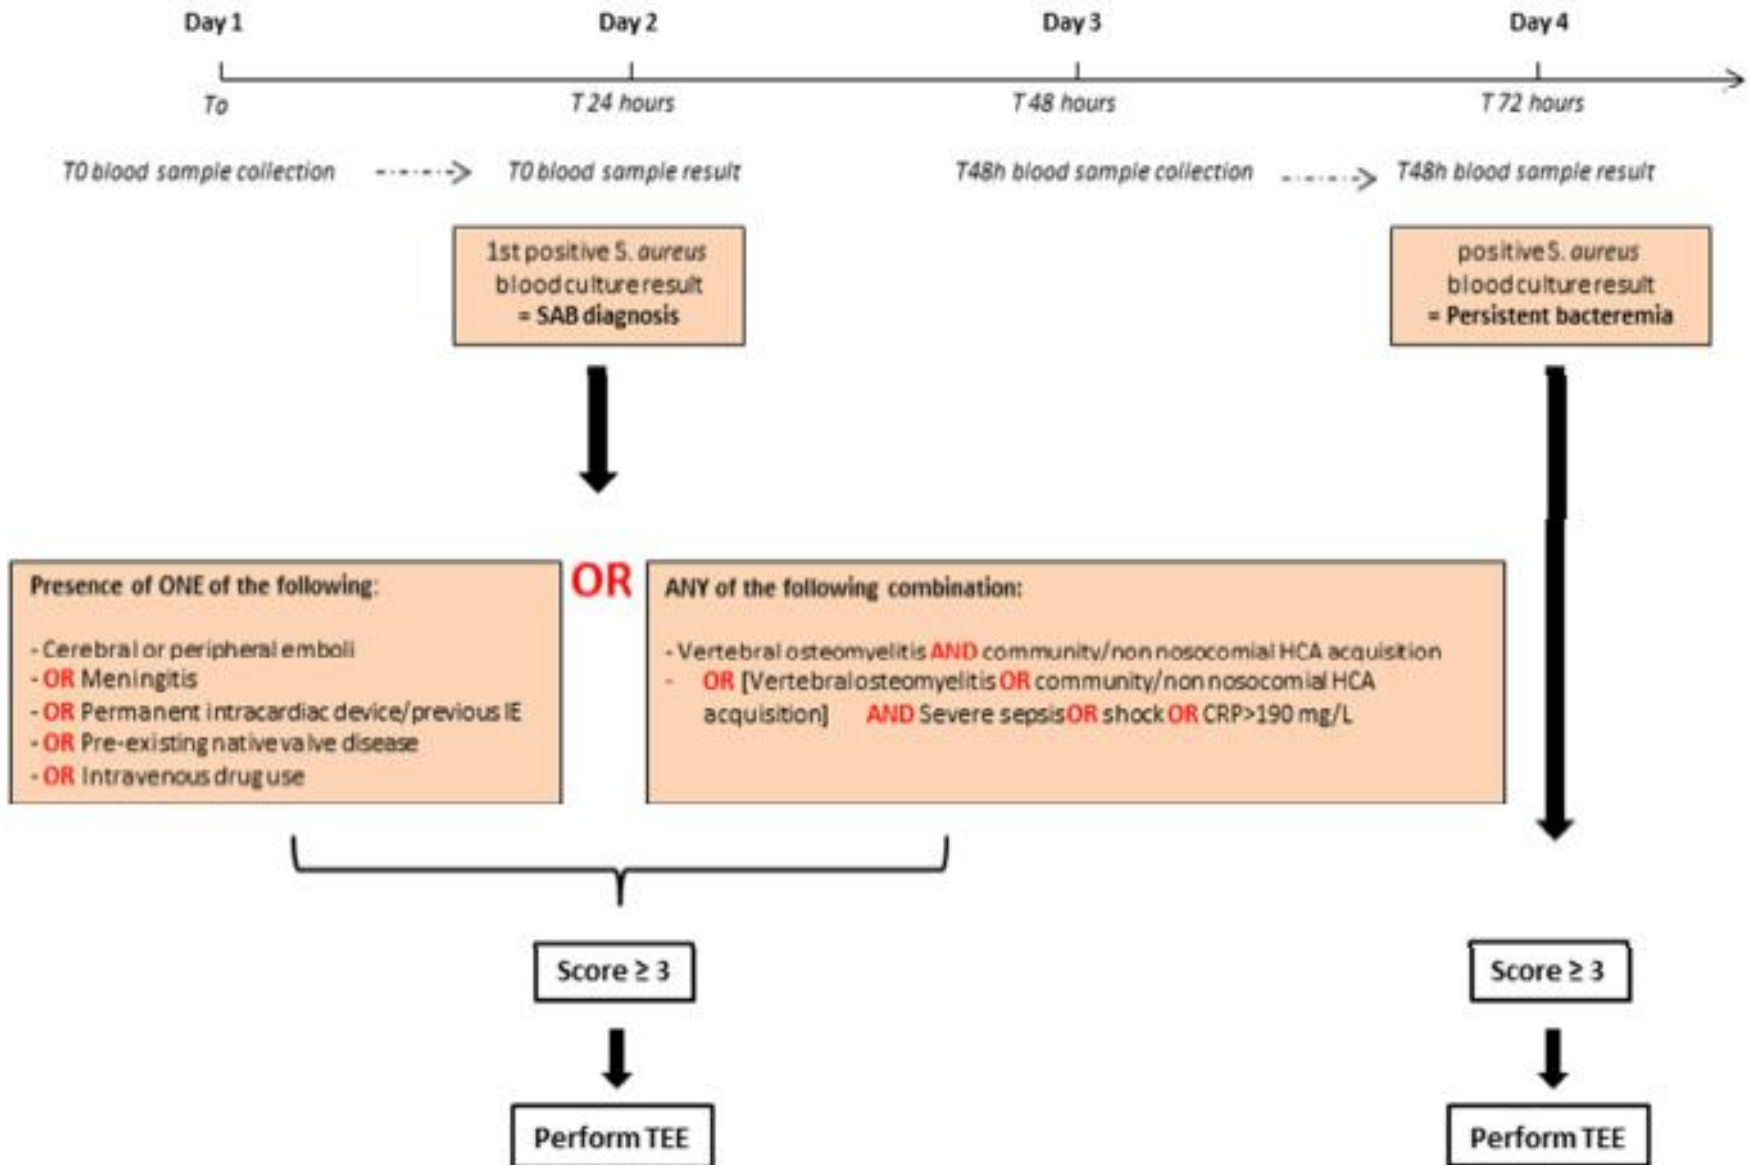 Day 1
Day 2
Day 3
Day 4
To
T 24 hours
T 48 hours
T 72 hours
T0 blood sample collection
T0 blood sample result
T48h blood sample collection
T48h blood sample result
1st positive S. aureus
blood culture result
= SAB diagnosis
positive S. aureus
blood culture result
= Persistent bacteremia
Presence of ONE of the following:
- Cerebral or peripheral emboli
- OR Meningitis
- OR Permanent intracardiac device/previous IE
- OR Pre-existing native valve disease
- OR Intravenous drug use
OR
ANY of the following combination:
- Vertebral osteomyelitis AND community/non nosocomial HCA acquisition
- OR [Vertebral osteomyelitis OR community/non nosocomial HCA
acquisition] AND Severe sepsis OR shock OR CRP>190 mg/L
Score ≥ 3
Score ≥ 3
Perform TEE
Perform TEE